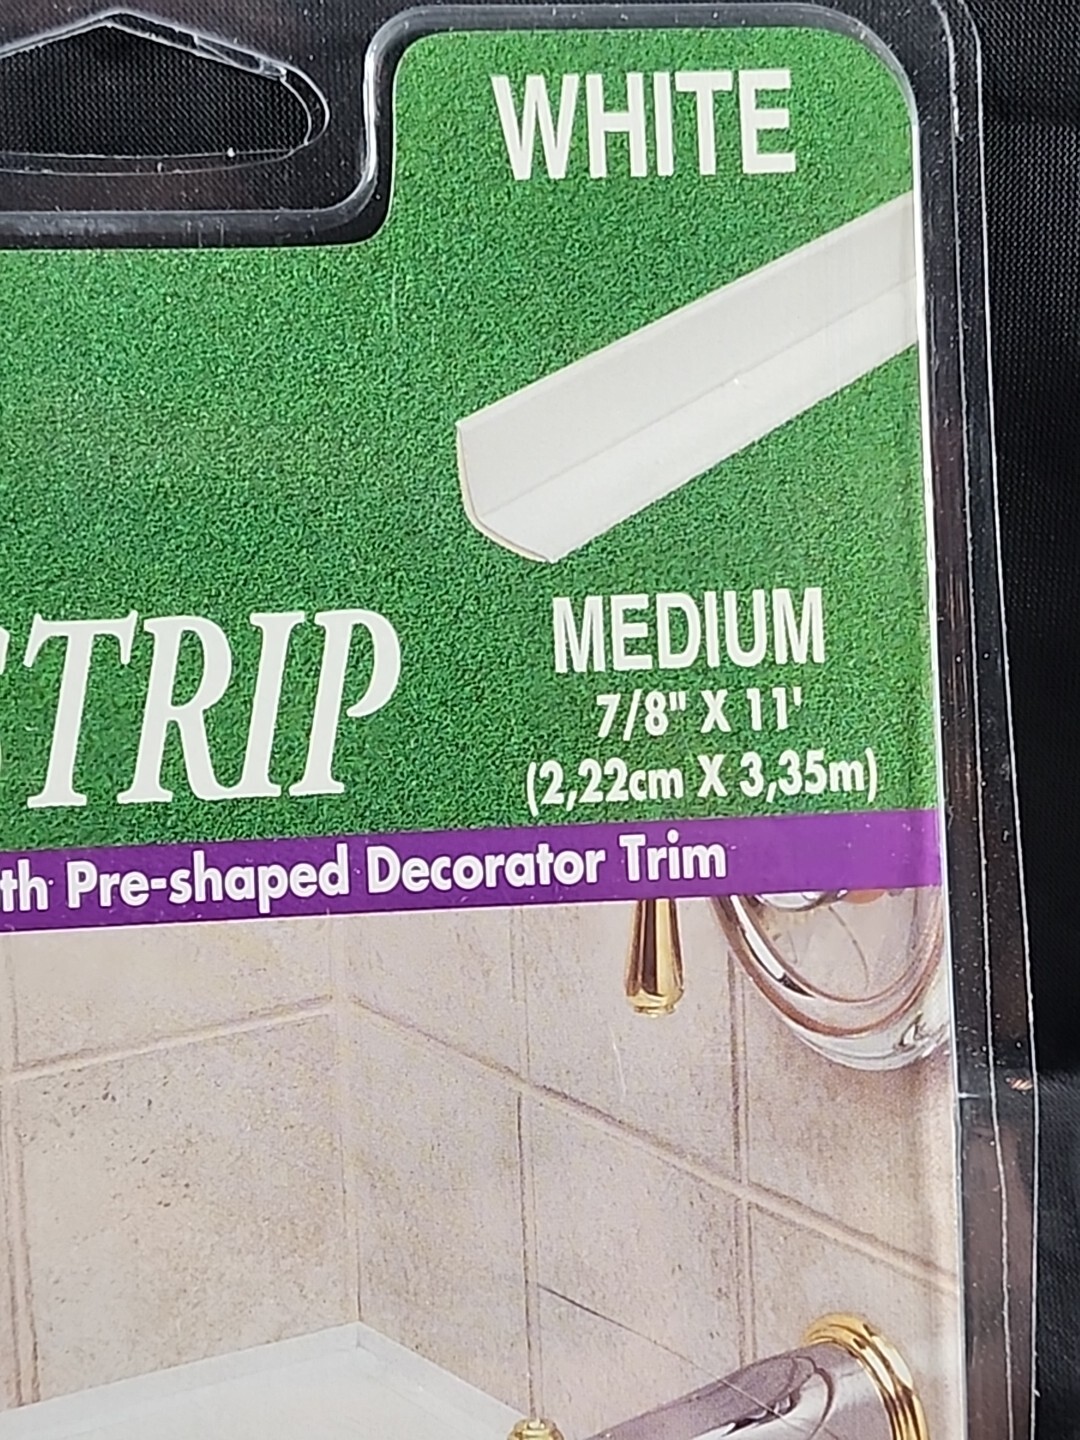 WHITE
TRIP
MEDIUM
7/8" X 11'
(2,22cm X 3,35m)
th Pre-shaped Decorator Trim